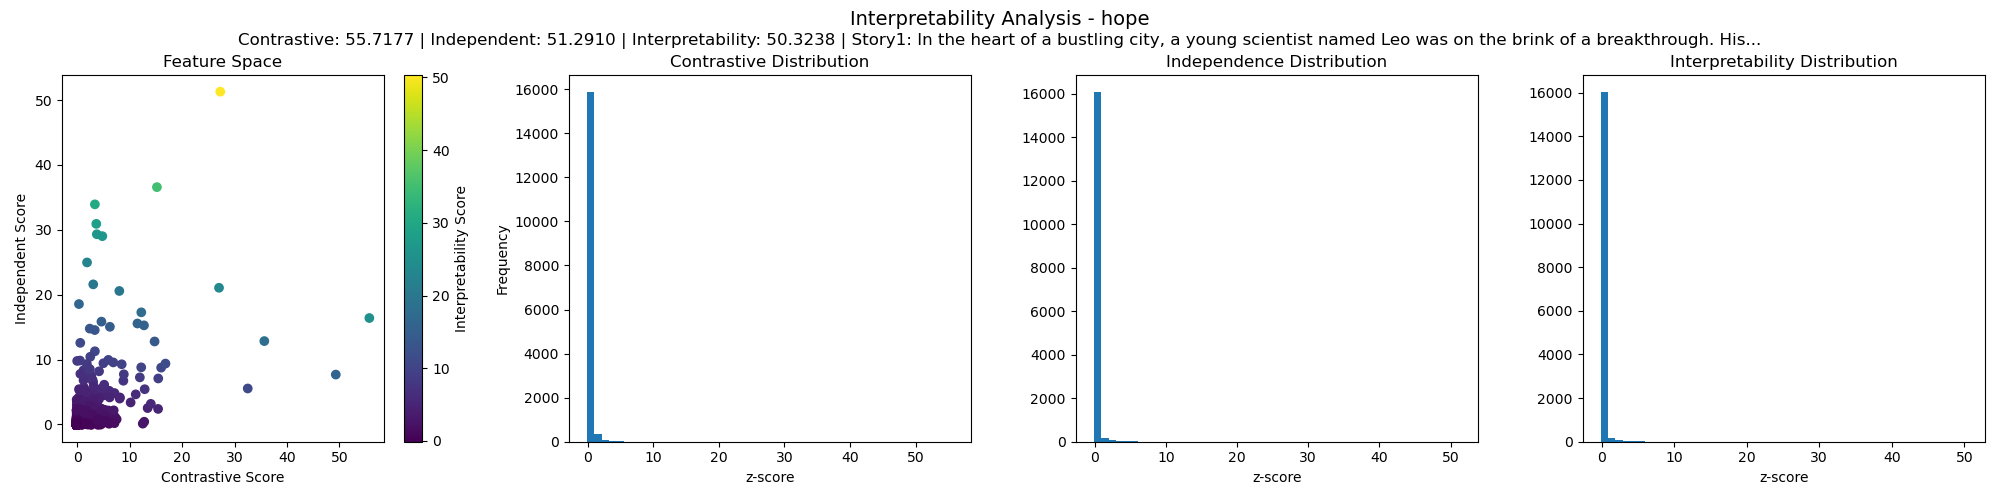 Interpretability Analysis - hope
Contrastive: 55.7177 | Independent: 51.2910 | Interpretability: 50.3238 | Story1: In the heart of a bustling city, a young scientist named Leo was on the brink of a breakthrough. His...
Feature Space
50
40
30
20
10
0
Independent Score
0 10 20 30 40 50
Contrastive Score
50
40
30
20
10
0
Interpretability Score
Contrastive Distribution
16000
14000
12000
10000
8000
6000
4000
2000
0
Frequency
0 10 20 30 40 50
z-score
Independence Distribution
16000
14000
12000
10000
8000
6000
4000
2000
0
0 10 20 30 40 50
z-score
Interpretability Distribution
16000
14000
12000
10000
8000
6000
4000
2000
0
0 10 20 30 40 50
z-score